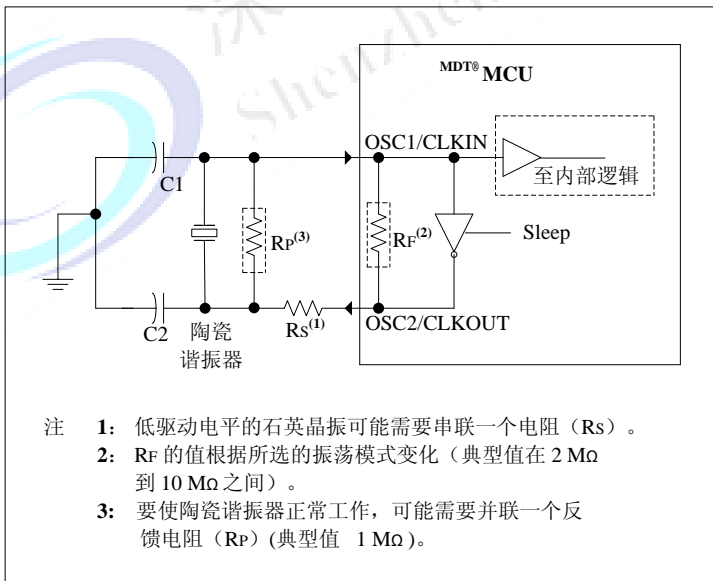 深
Shenzhen
MDT® MCU
OSC1/CLKIN
C1
至内部逻辑
RP(3)
RF(2)
Sleep
C2
陶瓷
谐振器
RS(1)
OSC2/CLKOUT
注 1: 低驱动电平的石英晶振可能需要串联一个电阻（RS）。
2: RF 的值根据所选的振荡模式变化（典型值在 2 MΩ
到 10 MΩ 之间）。
3: 要使陶瓷谐振器正常工作，可能需要并联一个反
馈电阻（RP）(典型值 1 MΩ )。